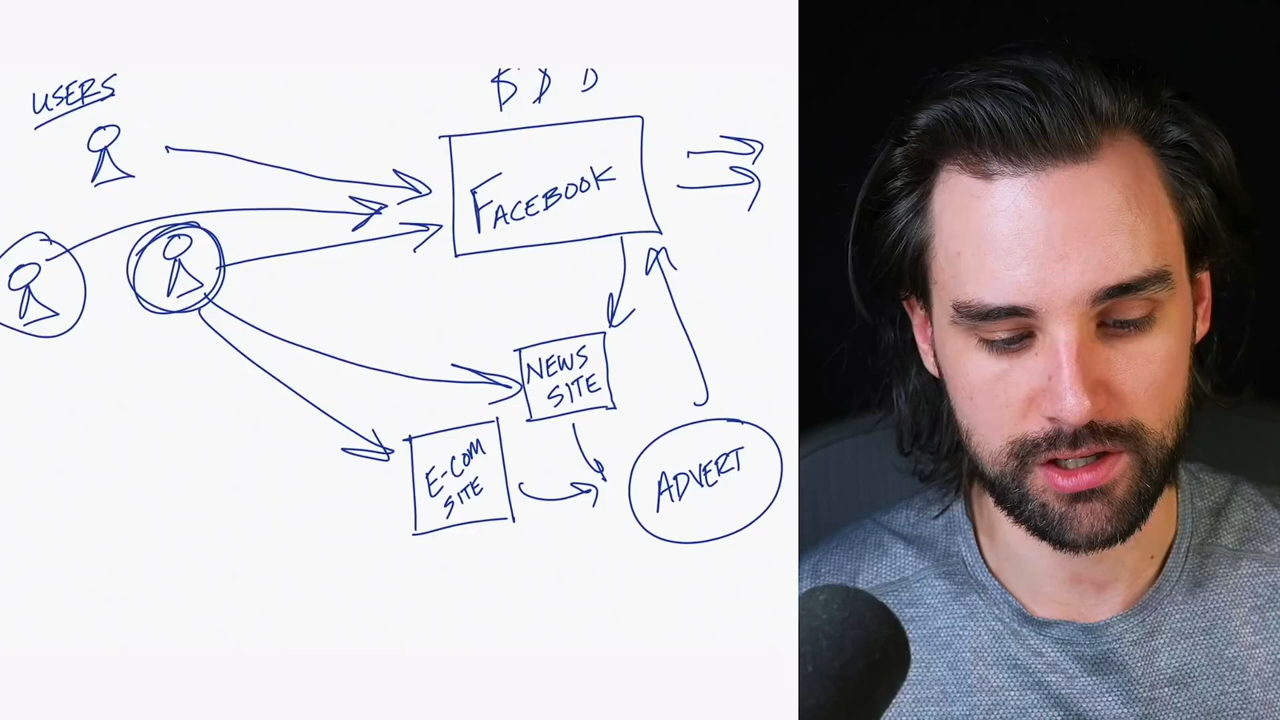 USERS
$ $ $
FACEBOOK
NEWS
SITE
E-COM
SITE
ADVERT